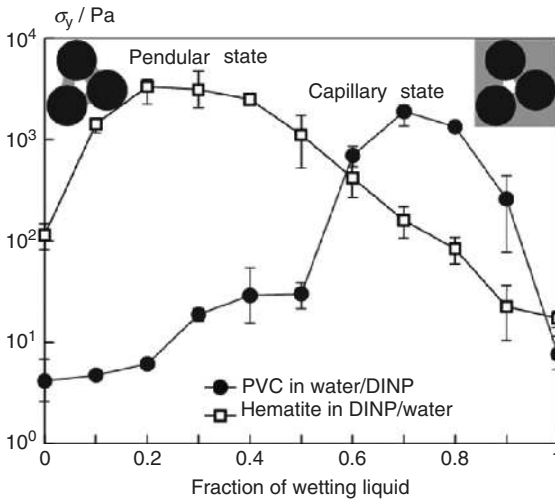 σy / Pa
10⁴
Pendular state
Capillary state
10³
10²
10¹
PVC in water/DINP
Hematite in DINP/water
10⁰
0 0.2 0.4 0.6 0.8 1
Fraction of wetting liquid